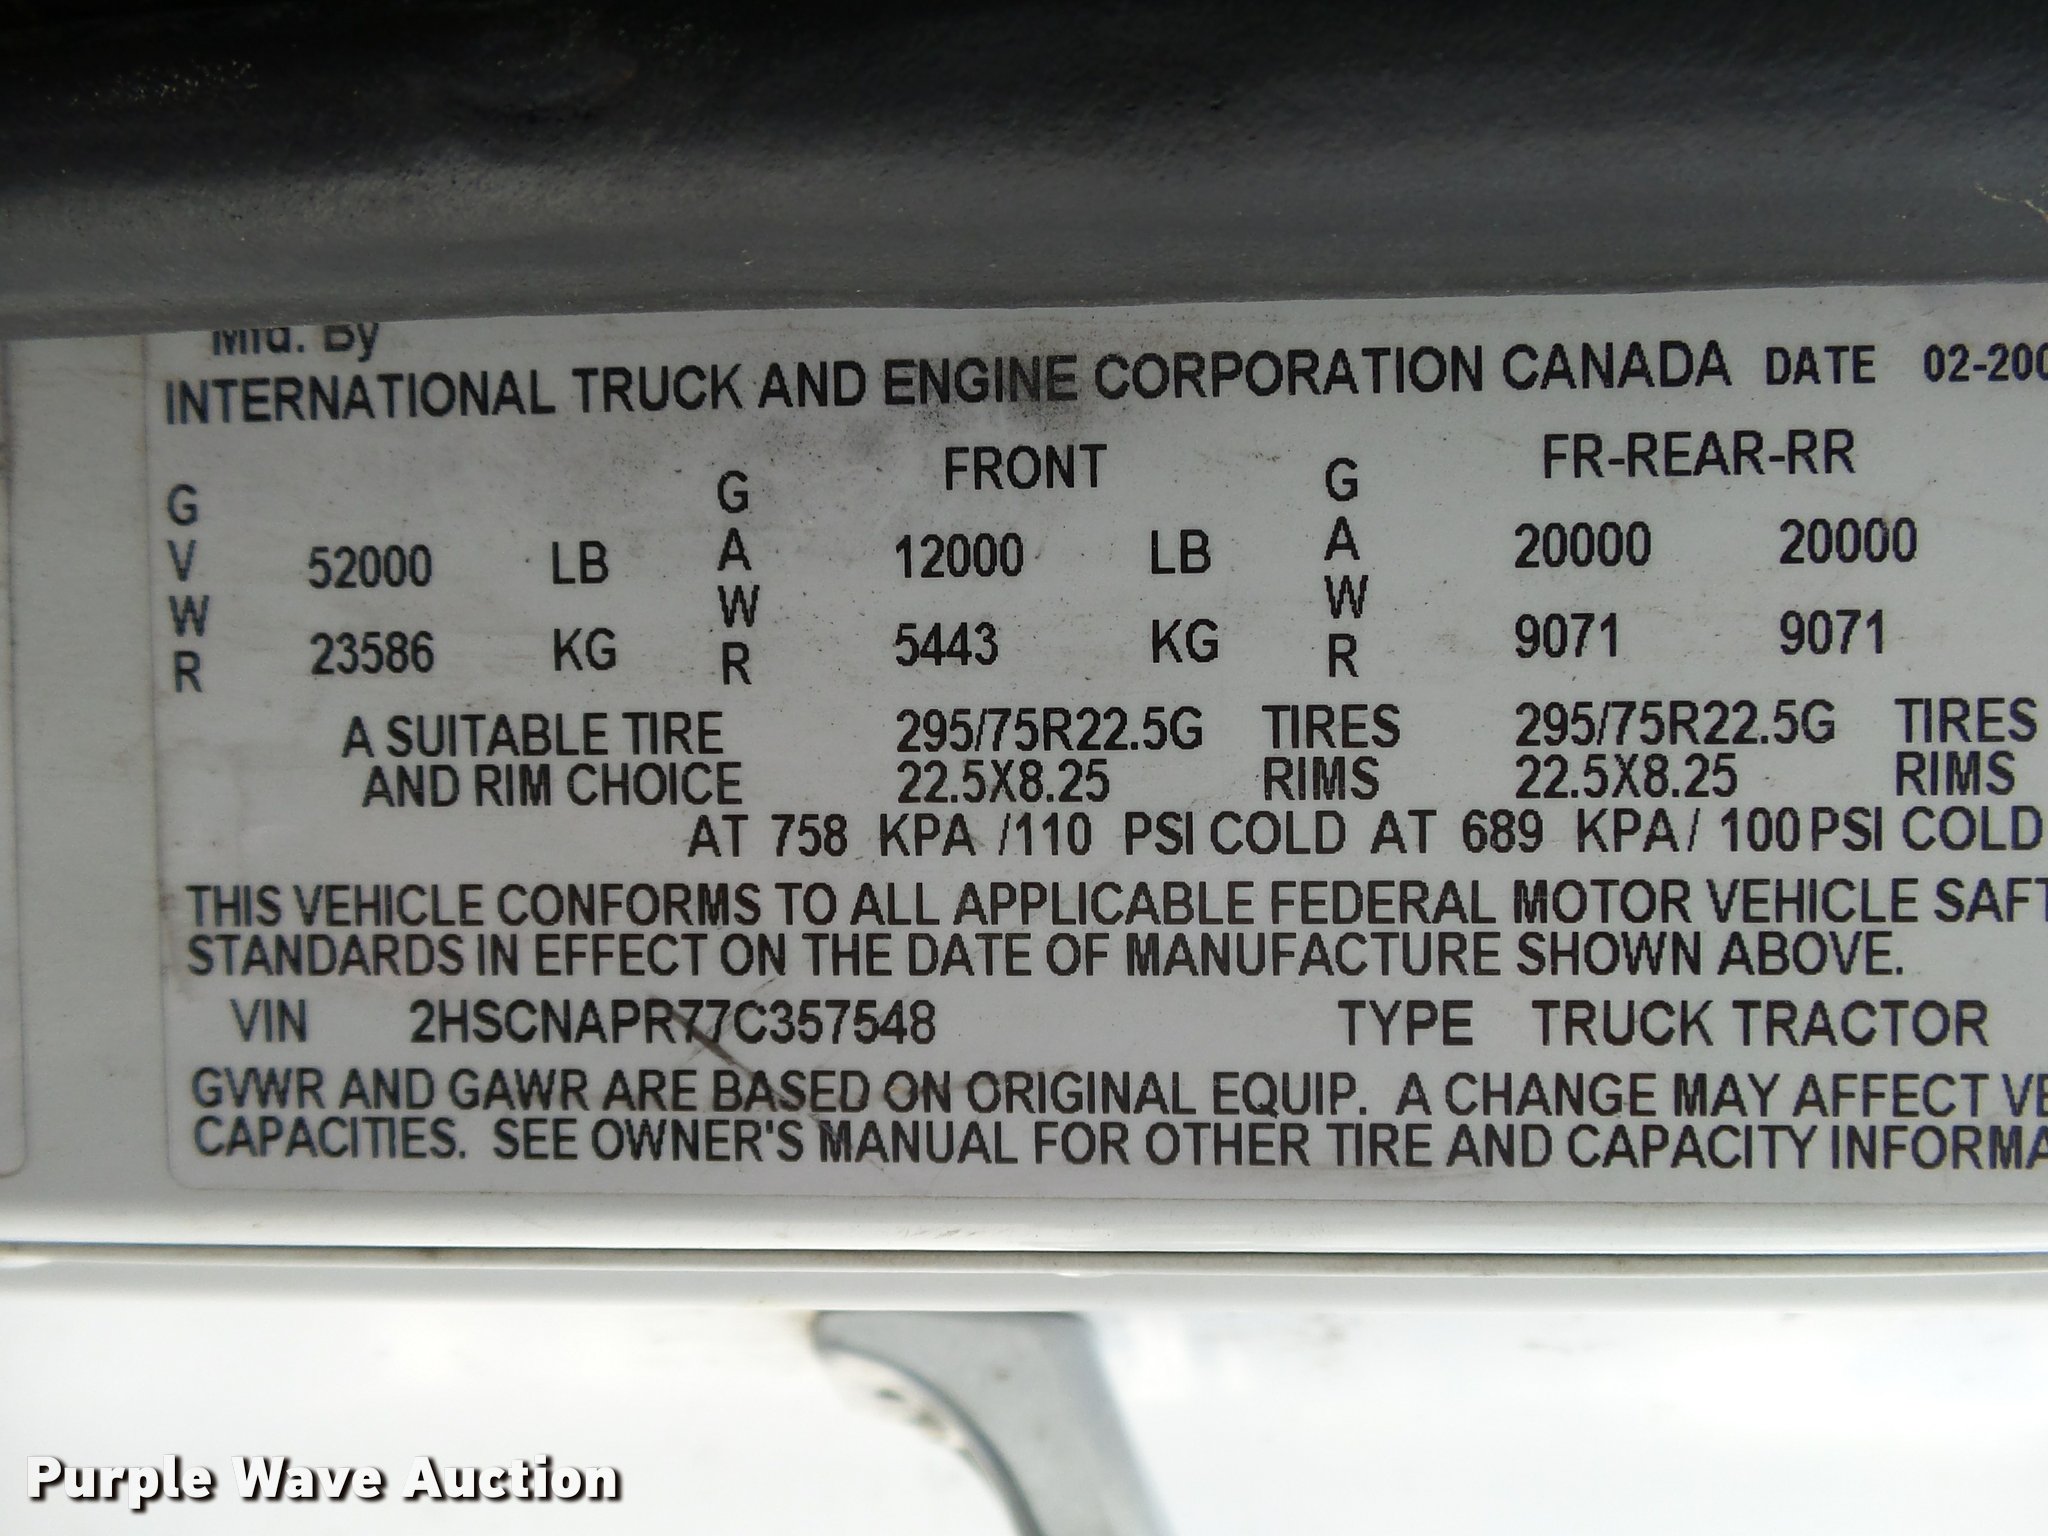 Mfd. By
INTERNATIONAL TRUCK AND ENGINE CORPORATION CANADA DATE 02-200
FRONT FR-REAR-RR
GVWR 52000 LB GAWR 12000 LB GAWR 20000 20000
23586 KG 5443 KG 9071 9071
A SUITABLE TIRE 295/75R22.5G TIRES 295/75R22.5G TIRES
AND RIM CHOICE 22.5X8.25 RIMS 22.5X8.25 RIMS
AT 758 KPA /110 PSI COLD AT 689 KPA/ 100 PSI COLD
THIS VEHICLE CONFORMS TO ALL APPLICABLE FEDERAL MOTOR VEHICLE SAFT
STANDARDS IN EFFECT ON THE DATE OF MANUFACTURE SHOWN ABOVE.
VIN 2HSCNAPR77C357548 TYPE TRUCK TRACTOR
GVWR AND GAWR ARE BASED ON ORIGINAL EQUIP. A CHANGE MAY AFFECT VE
CAPACITIES. SEE OWNER'S MANUAL FOR OTHER TIRE AND CAPACITY INFORMA
Purple Wave Auction